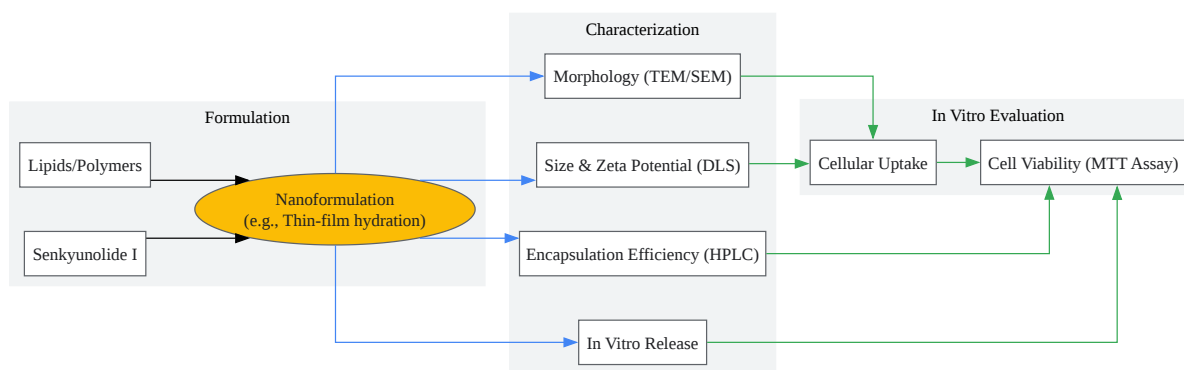 Formulation
Lipids/Polymers
Senkyunolide I
Nanoformulation
(e.g., Thin-film hydration)
Characterization
Morphology (TEM/SEM)
Size & Zeta Potential (DLS)
Encapsulation Efficiency (HPLC)
In Vitro Release
In Vitro Evaluation
Cellular Uptake
Cell Viability (MTT Assay)